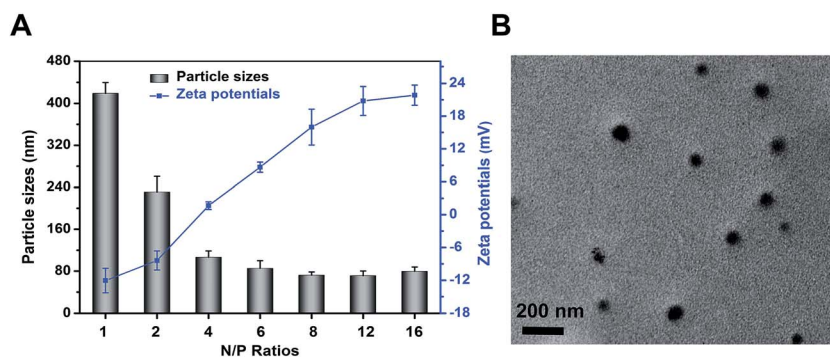 A
B
Particle sizes
Zeta potentials
Particle sizes (nm)
480
400
320
240
160
80
0
Zeta potentials (mV)
24
18
12
6
0
-6
-12
-18
1 2 4 6 8 12 16
N/P Ratios
200 nm